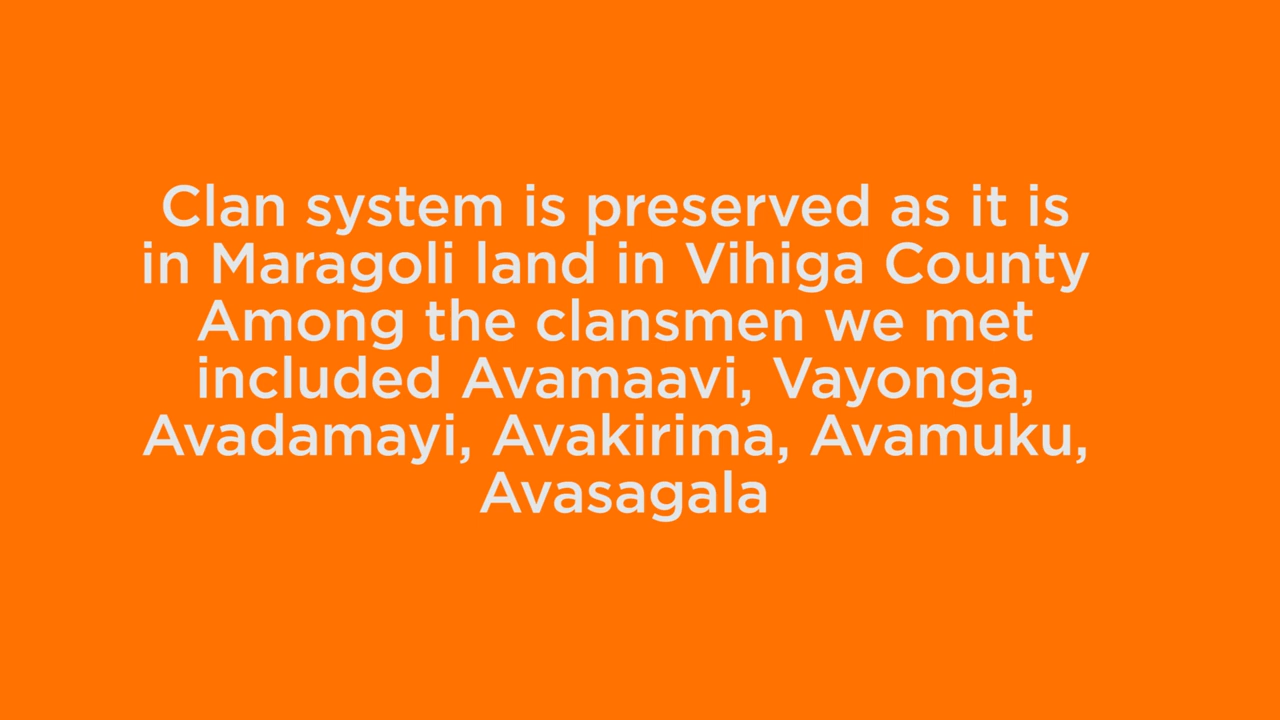 Clan system is preserved as it is
in Maragoli land in Vihiga County
Among the clansmen we met
included Avamaavi, Vayonga,
Avadamayi, Avakirima, Avamuku,
Avasagala